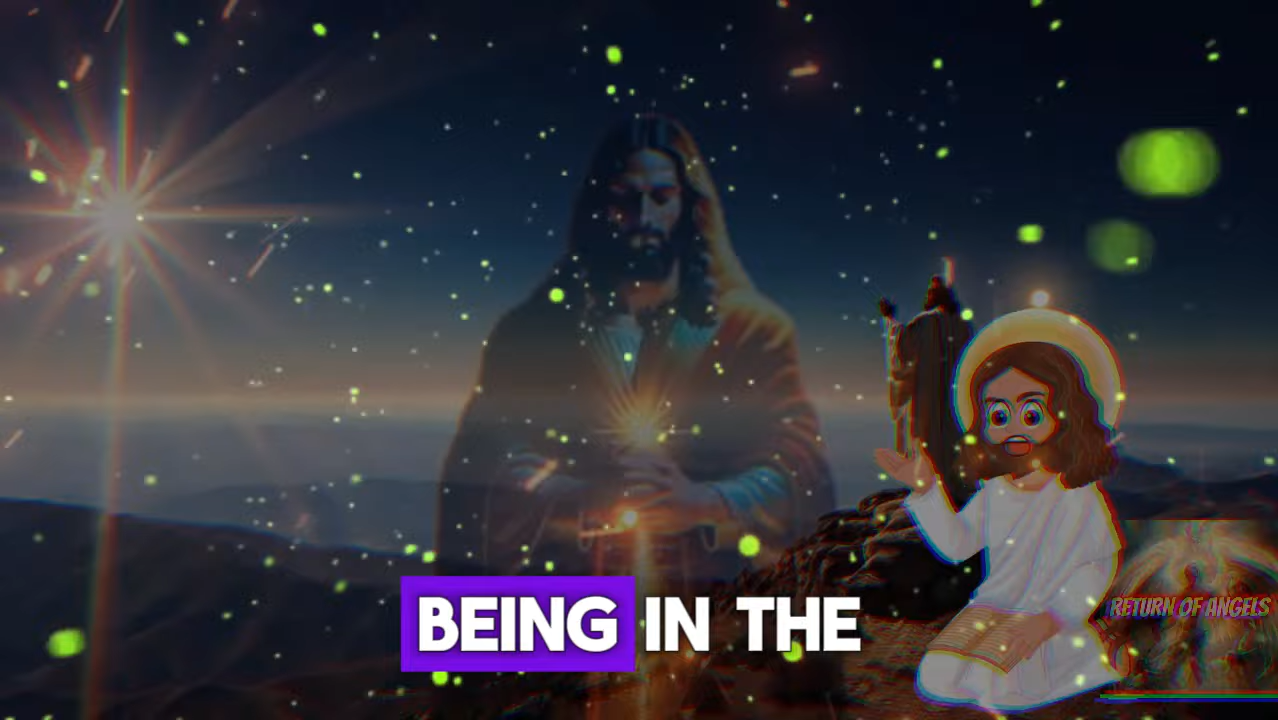 BEING IN THE
RETURN OF ANGELS